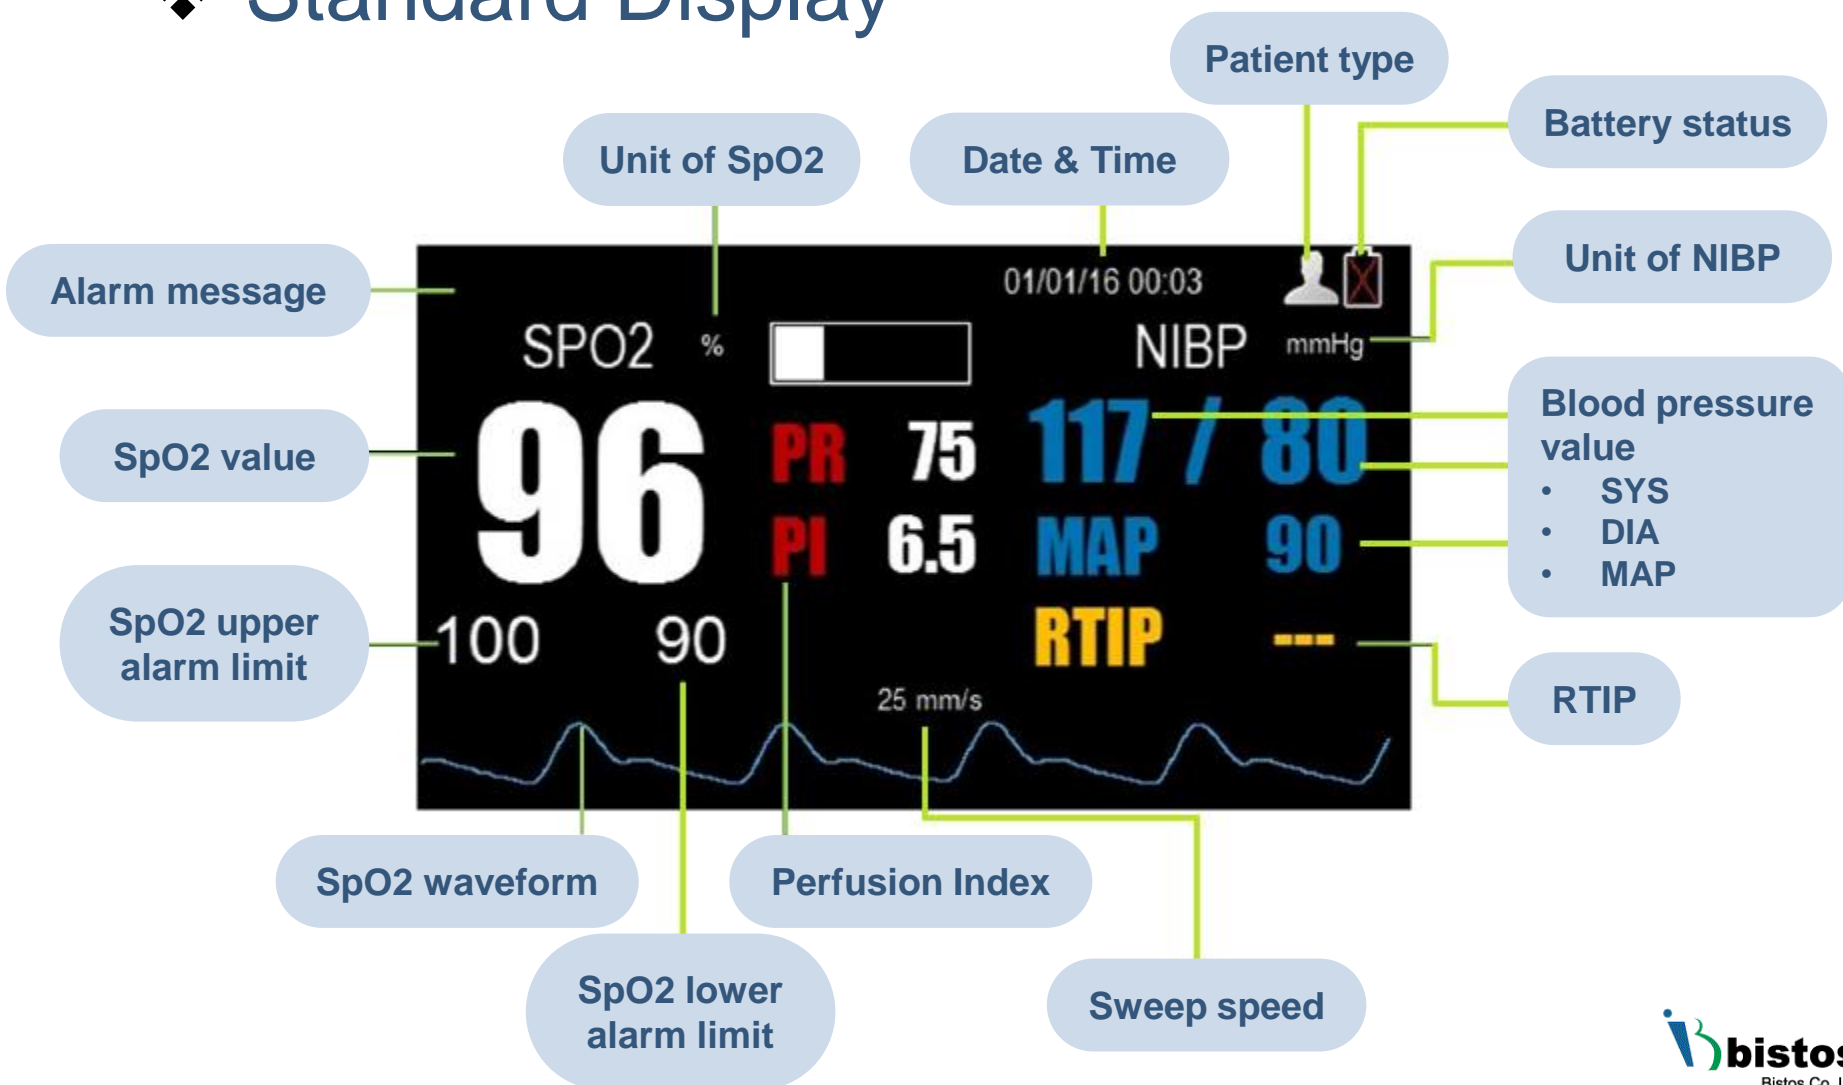 ❖ Standard Display
Patient type
Battery status
Unit of SpO2
Date & Time
Unit of NIBP
Alarm message
01/01/16 00:03
SPO2 %
NIBP mmHg
Blood pressure
value
• SYS
• DIA
• MAP
SpO2 value
96
PR 75
117 / 80
PI 6.5
MAP 90
SpO2 upper
alarm limit
100 90
RTIP ---
RTIP
25 mm/s
SpO2 waveform
Perfusion Index
SpO2 lower
alarm limit
Sweep speed
bistos
Bistos Co.